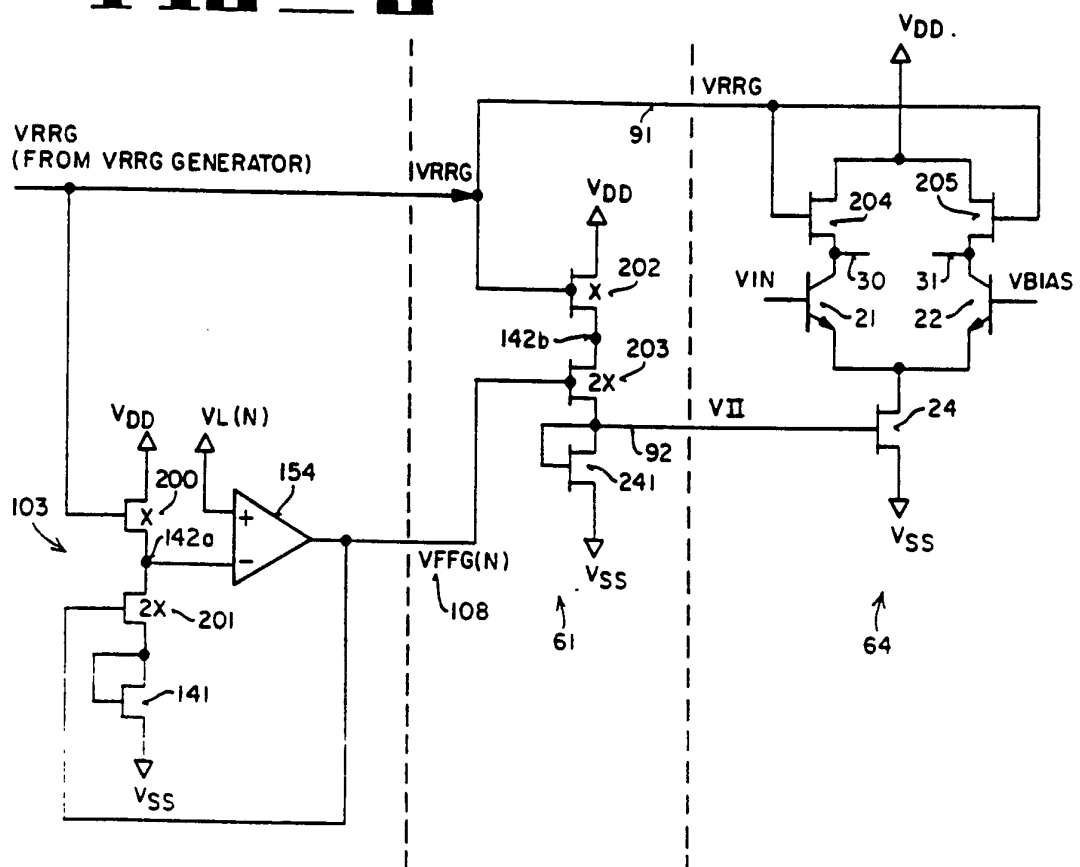 VDD.
VRRG
91
VRRG
(FROM VRRG GENERATOR)
VRRG
VDD
204
205
X
202
30
31
VIN
VBIAS
21
22
142b
2X
203
VII
24
92
VDD
VL(N)
241
154
103
X
200
+
142a
-
VSS
VFFG(N)
VSS
108
2X
201
61
64
141
VSS